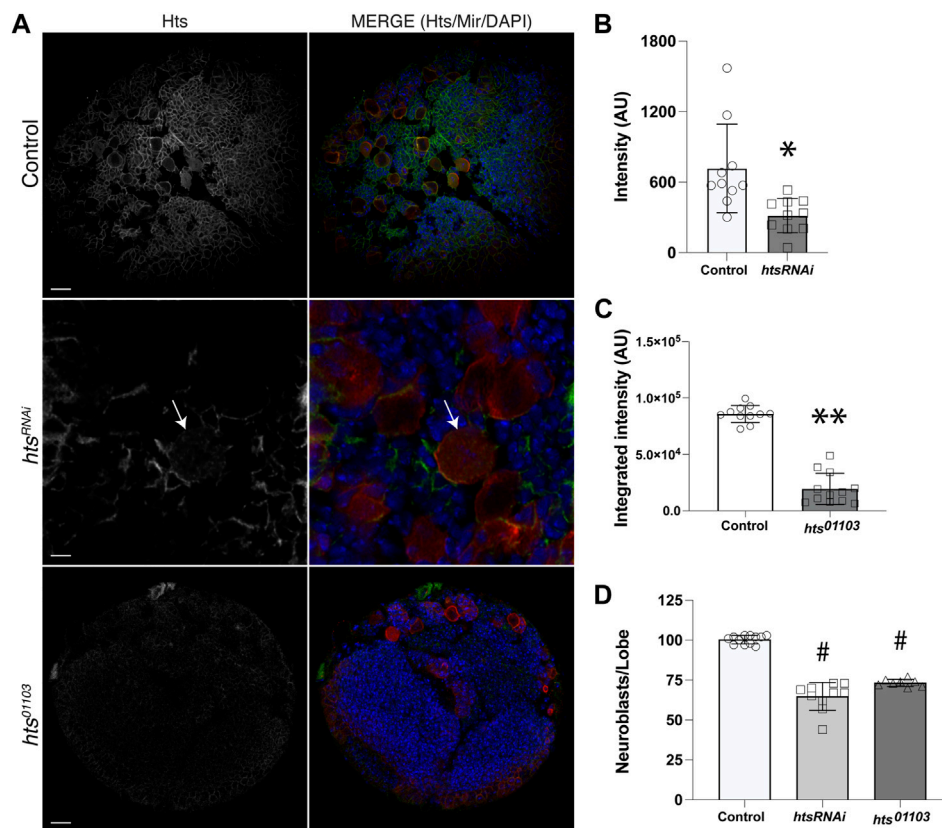 A
Hts
MERGE (Hts/Mir/DAPI)
Control
hts^RNAi
hts^01103
B
Intensity (AU)
1800
1200
600
0
*
Control
htsRNAi
C
Integrated intensity (AU)
1.5×10^5
1.0×10^5
5.0×10^4
0.0
**
Control
hts^01103
D
Neuroblasts/Lobe
125
100
75
50
25
0
#
#
Control
htsRNAi
hts^01103